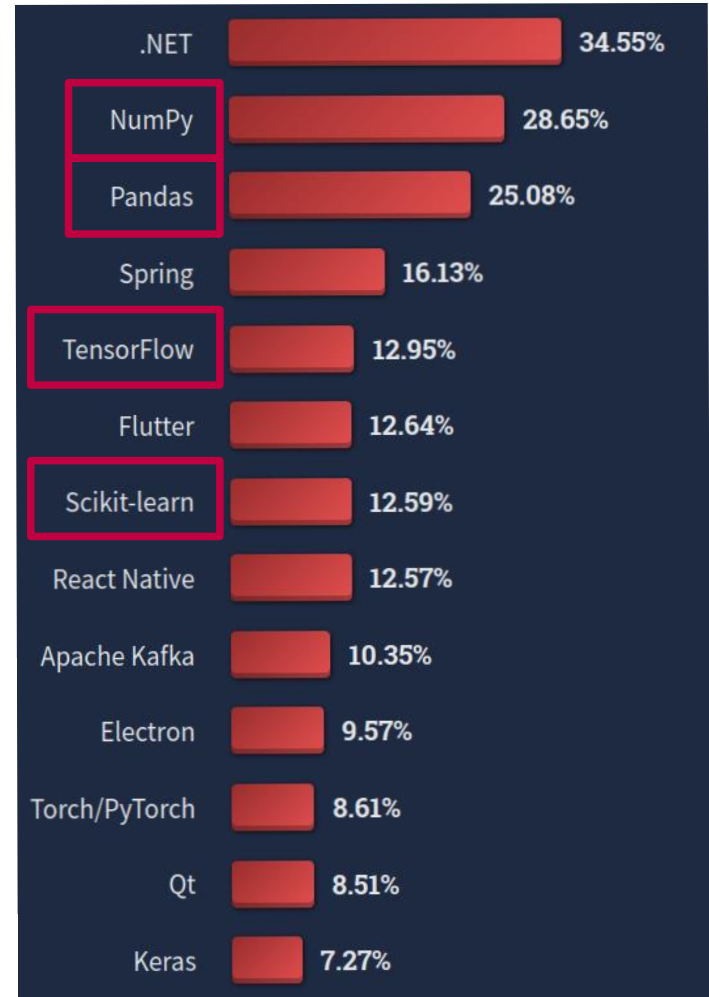 .NET 34.55%
NumPy 28.65%
Pandas 25.08%
Spring 16.13%
TensorFlow 12.95%
Flutter 12.64%
Scikit-learn 12.59%
React Native 12.57%
Apache Kafka 10.35%
Electron 9.57%
Torch/PyTorch 8.61%
Qt 8.51%
Keras 7.27%